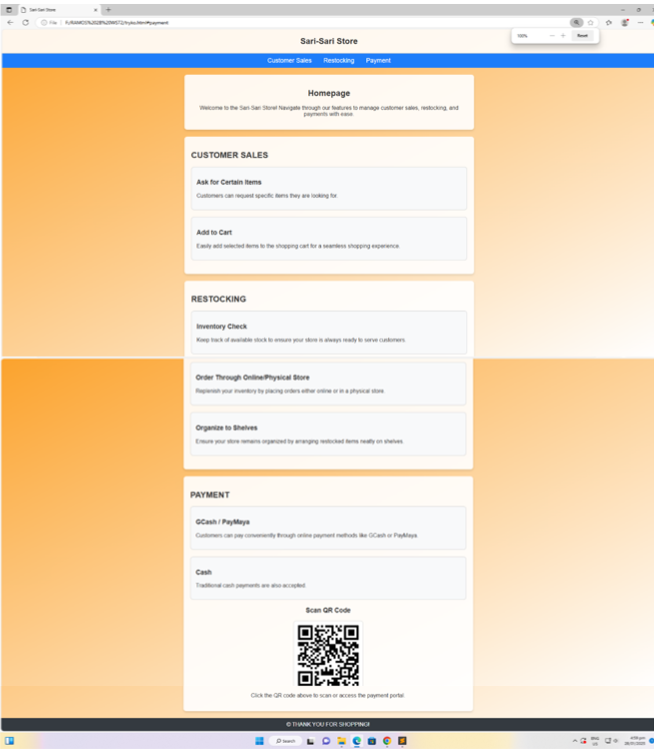 Sari-Sari Store
File
100%
Reset
Sari-Sari Store
Customer Sales Restocking Payment
Homepage
Welcome to the Sari-Sari Store! Navigate through our features to manage customer sales, restocking, and
payments with ease.
CUSTOMER SALES
Ask for Certain Items
Customers can request specific items they are looking for.
Add to Cart
Easily add selected items to the shopping cart for a seamless shopping experience.
RESTOCKING
Inventory Check
Keep track of available stock to ensure your store is always ready to serve customers.
Order Through Online/Physical Store
Replenish your inventory by placing orders either online or in a physical store.
Organize to Shelves
Ensure your store remains organized by arranging restocked items neatly on shelves.
PAYMENT
GCash / PayMaya
Customers can pay conveniently through online payment methods like GCash or PayMaya.
Cash
Traditional cash payments are also accepted.
Scan QR Code
Click the QR code above to scan or access the payment portal.
© THANK YOU FOR SHOPPING!
Search
ENG
US